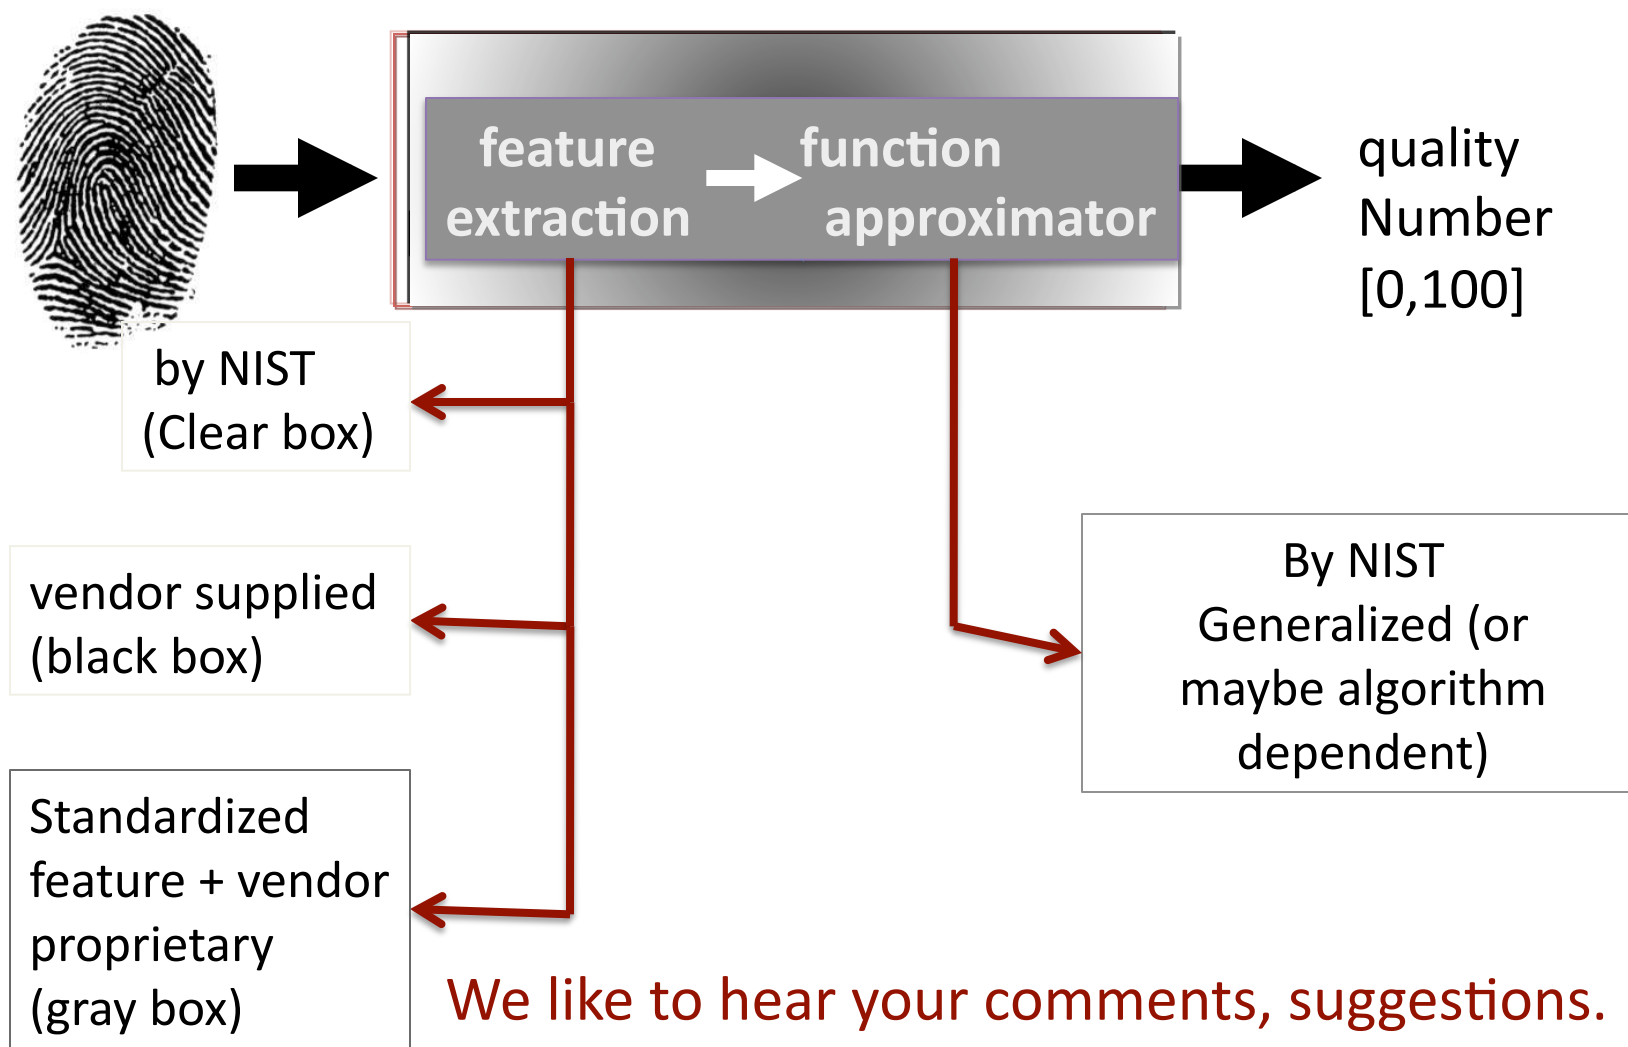 feature
extraction
function
approximator
quality
Number
[0,100]
by NIST
(Clear box)
vendor supplied
(black box)
Standardized
feature + vendor
proprietary
(gray box)
By NIST
Generalized (or
maybe algorithm
dependent)
We like to hear your comments, suggestions.